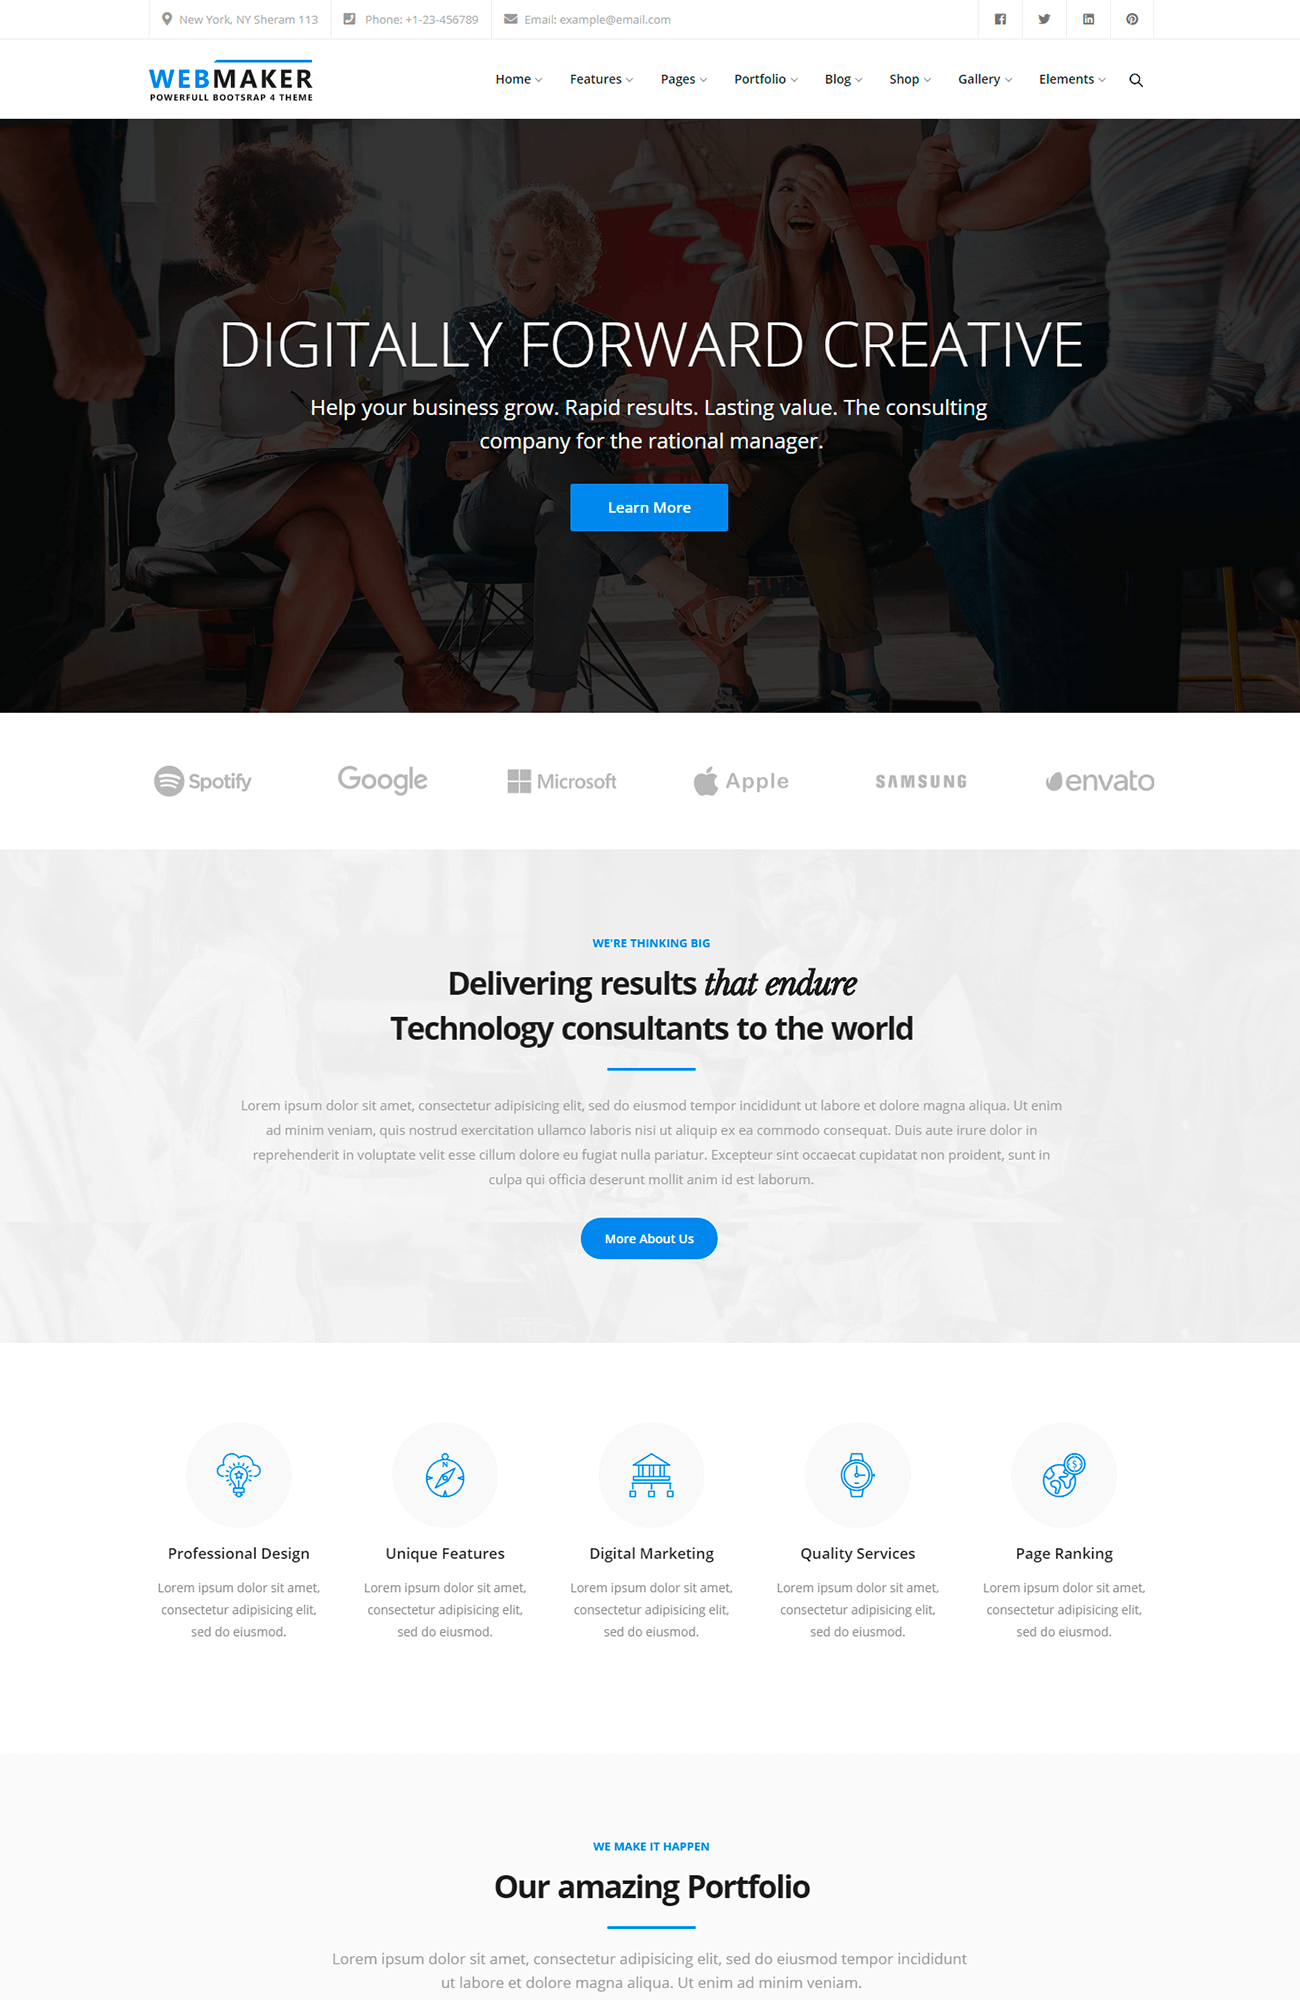 New York, NY Sheram 113
Phone: +1-23-456789
Email: example@email.com
WEBMAKER
POWERFULL BOOTSRAP 4 THEME
Home
Features
Pages
Portfolio
Blog
Shop
Gallery
Elements
DIGITALLY FORWARD CREATIVE
Help your business grow. Rapid results. Lasting value. The consulting
company for the rational manager.
Learn More
Spotify
Google
Microsoft
Apple
SAMSUNG
envato
WE'RE THINKING BIG
Delivering results that endure
Technology consultants to the world
Lorem ipsum dolor sit amet, consectetur adipisicing elit, sed do eiusmod tempor incididunt ut labore et dolore magna aliqua. Ut enim
ad minim veniam, quis nostrud exercitation ullamco laboris nisi ut aliquip ex ea commodo consequat. Duis aute irure dolor in
reprehenderit in voluptate velit esse cillum dolore eu fugiat nulla pariatur. Excepteur sint occaecat cupidatat non proident, sunt in
culpa qui officia deserunt mollit anim id est laborum.
More About Us
N
$
Professional Design
Lorem ipsum dolor sit amet,
consectetur adipisicing elit,
sed do eiusmod.
Unique Features
Lorem ipsum dolor sit amet,
consectetur adipisicing elit,
sed do eiusmod.
Digital Marketing
Lorem ipsum dolor sit amet,
consectetur adipisicing elit,
sed do eiusmod.
Quality Services
Lorem ipsum dolor sit amet,
consectetur adipisicing elit,
sed do eiusmod.
Page Ranking
Lorem ipsum dolor sit amet,
consectetur adipisicing elit,
sed do eiusmod.
WE MAKE IT HAPPEN
Our amazing Portfolio
Lorem ipsum dolor sit amet, consectetur adipisicing elit, sed do eiusmod tempor incididunt
ut labore et dolore magna aliqua. Ut enim ad minim veniam.